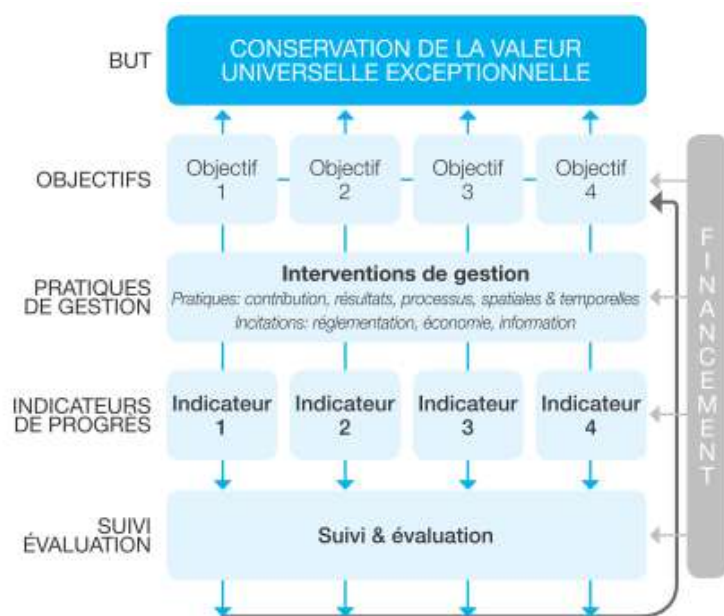 BUT
CONSERVATION DE LA VALEUR
UNIVERSELLE EXCEPTIONNELLE
OBJECTIFS
Objectif
1
Objectif
2
Objectif
3
Objectif
4
PRATIQUES
DE GESTION
Interventions de gestion
Pratiques: contribution, résultats, processus, spatiales & temporelles
Incitations: réglementation, économie, information
INDICATEURS
DE PROGRÈS
Indicateur
1
Indicateur
2
Indicateur
3
Indicateur
4
SUIVI
ÉVALUATION
Suivi & évaluation
FINANCEMENT